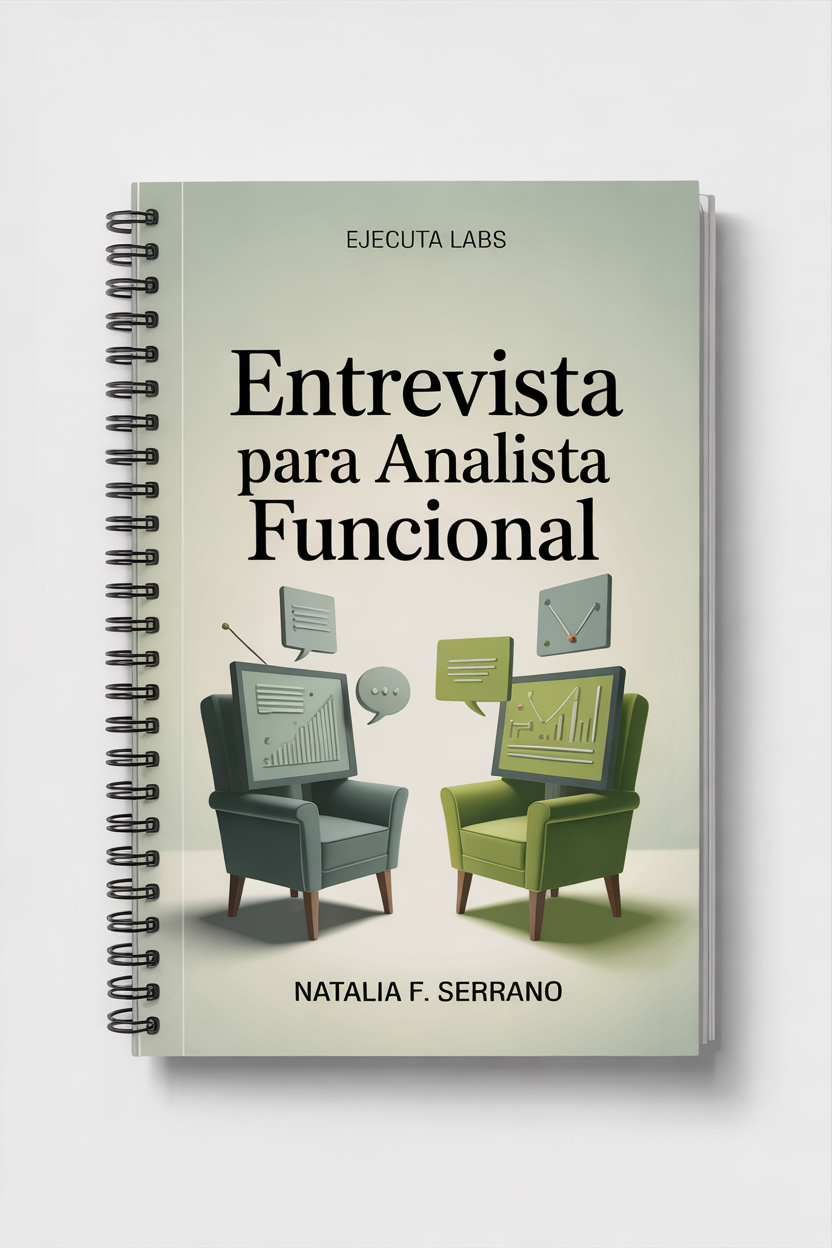 EJECUTA LABS
Entrevista
para Analista
Funcional
NATALIA F. SERRANO